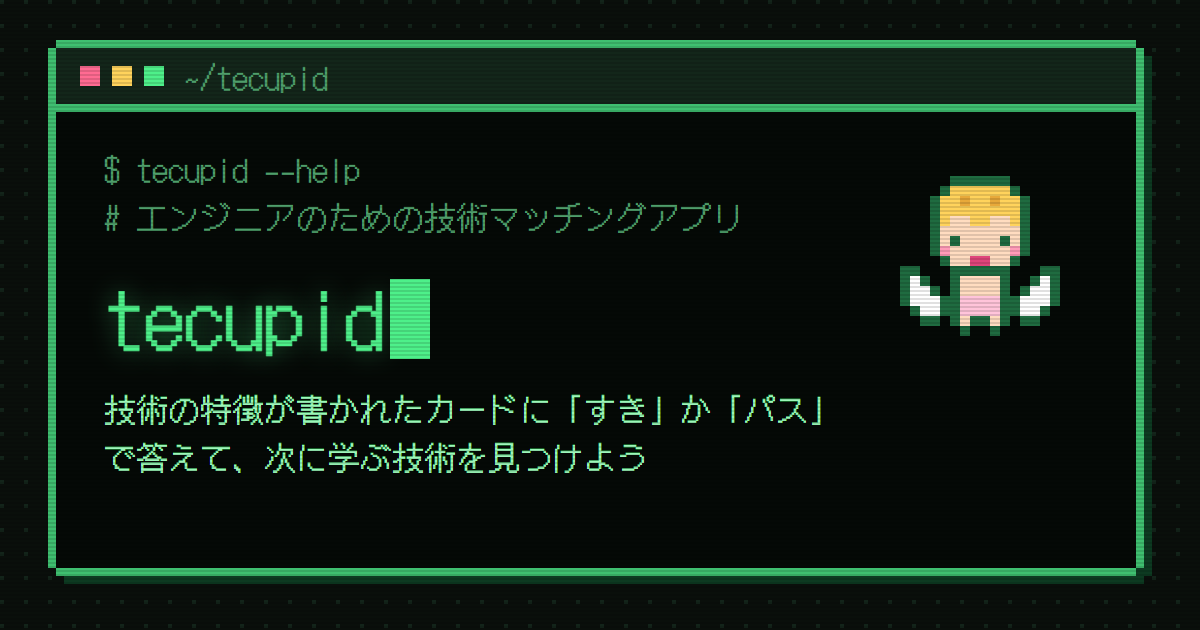 ~/tecupid
$ tecupid --help
# エンジニアのための技術マッチングアプリ
tecupid
技術の特徴が書かれたカードに「すき」か「パス」
で答えて、次に学ぶ技術を見つけよう